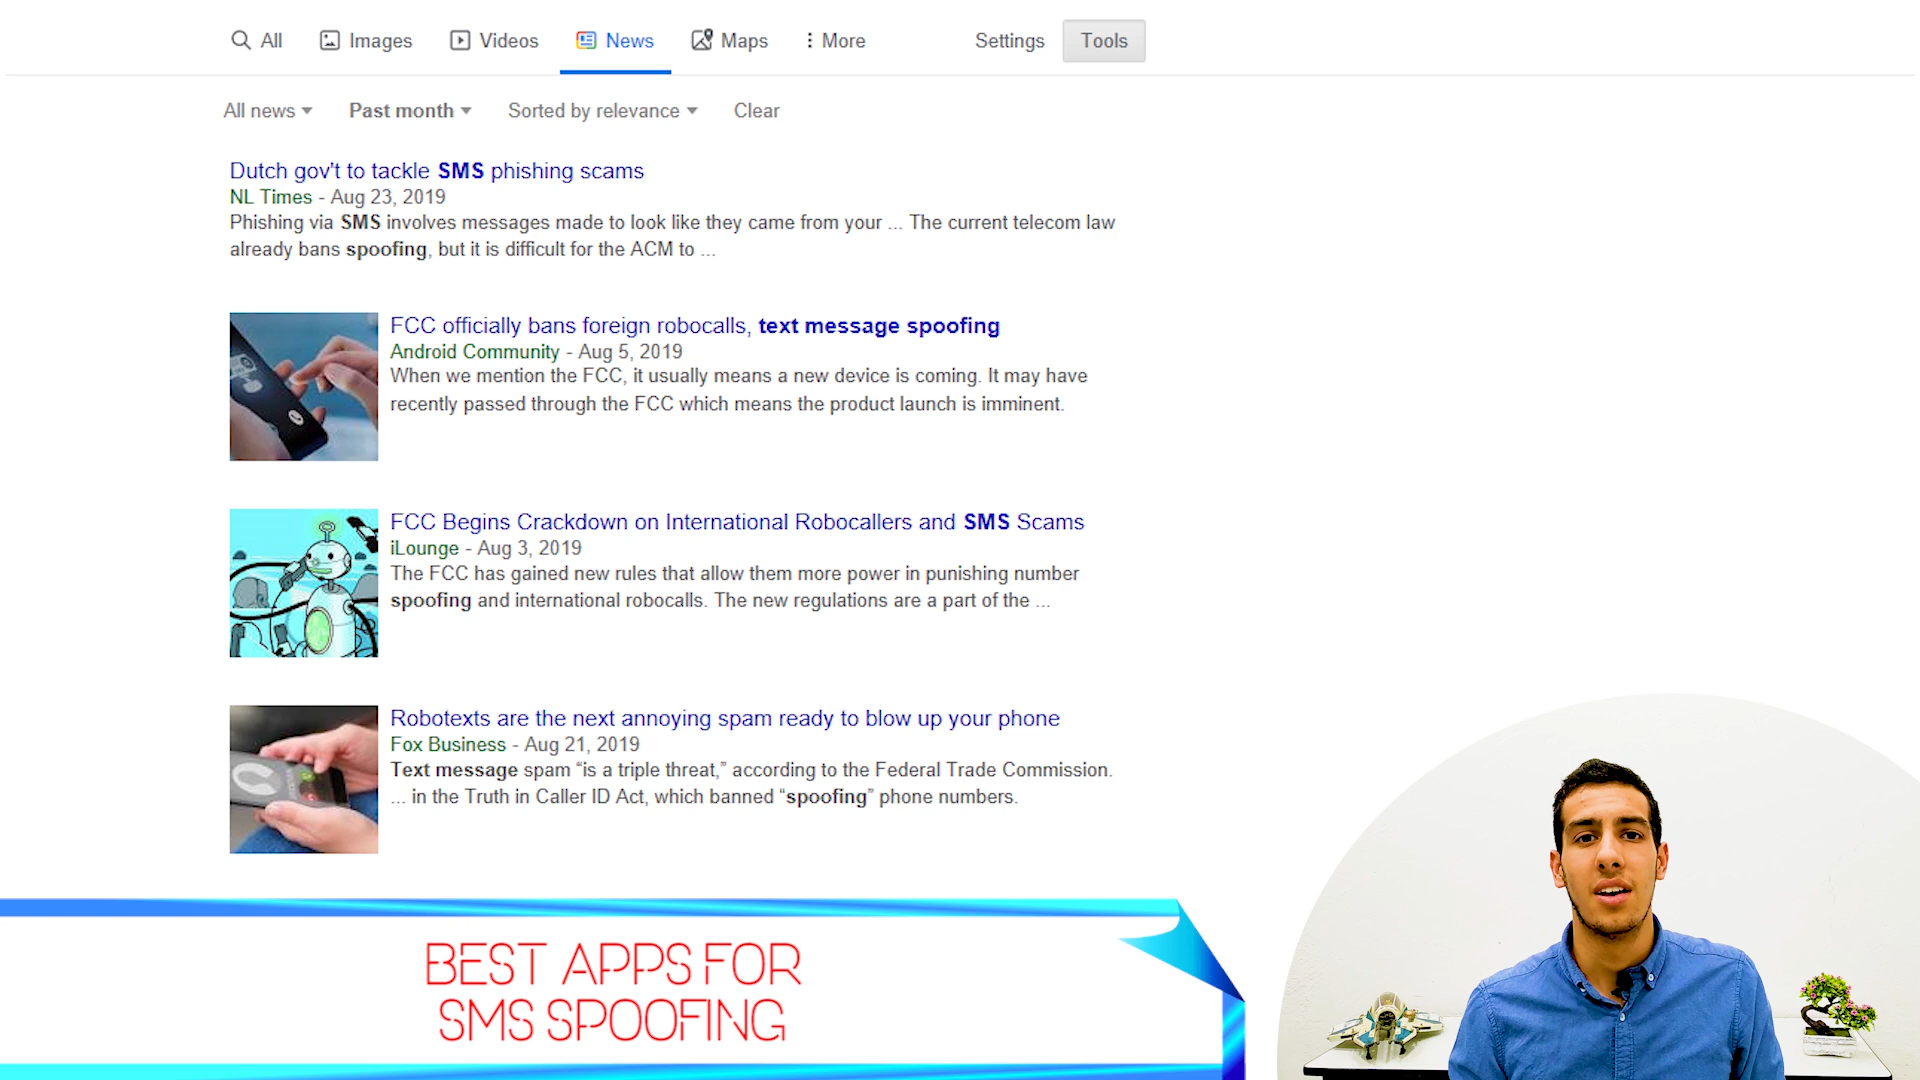 All Images Videos News Maps More Settings Tools
All news Past month Sorted by relevance Clear
Dutch gov't to tackle SMS phishing scams
NL Times - Aug 23, 2019
Phishing via SMS involves messages made to look like they came from your ... The current telecom law
already bans spoofing, but it is difficult for the ACM to ...
FCC officially bans foreign robocalls, text message spoofing
Android Community - Aug 5, 2019
When we mention the FCC, it usually means a new device is coming. It may have
recently passed through the FCC which means the product launch is imminent.
FCC Begins Crackdown on International Robocallers and SMS Scams
iLounge - Aug 3, 2019
The FCC has gained new rules that allow them more power in punishing number
spoofing and international robocalls. The new regulations are a part of the ...
Robotexts are the next annoying spam ready to blow up your phone
Fox Business - Aug 21, 2019
Text message spam “is a triple threat,” according to the Federal Trade Commission.
... in the Truth in Caller ID Act, which banned “spoofing” phone numbers.
BEST APPS FOR
SMS SPOOFING